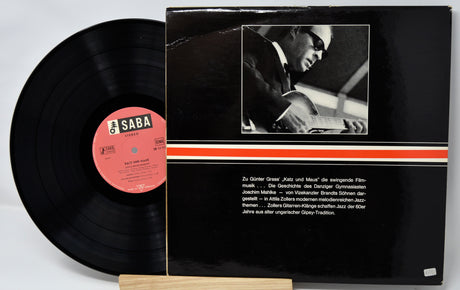 SABA
STEREO
KATZ UND MAUS
Zu Günter Grass' „Katz und Maus" die swingende Film-
musik . . . Die Geschichte des Danziger Gymnasiasten
Joachim Mahlke — von Vizekanzler Brandts Söhnen dar-
gestellt — in Attila Zollers modernen melodienreichen Jazz-
themen . . . Zollers Gitarren-Klänge schaffen Jazz der 60er
Jahre aus alter ungarischer Gipsy-Tradition.